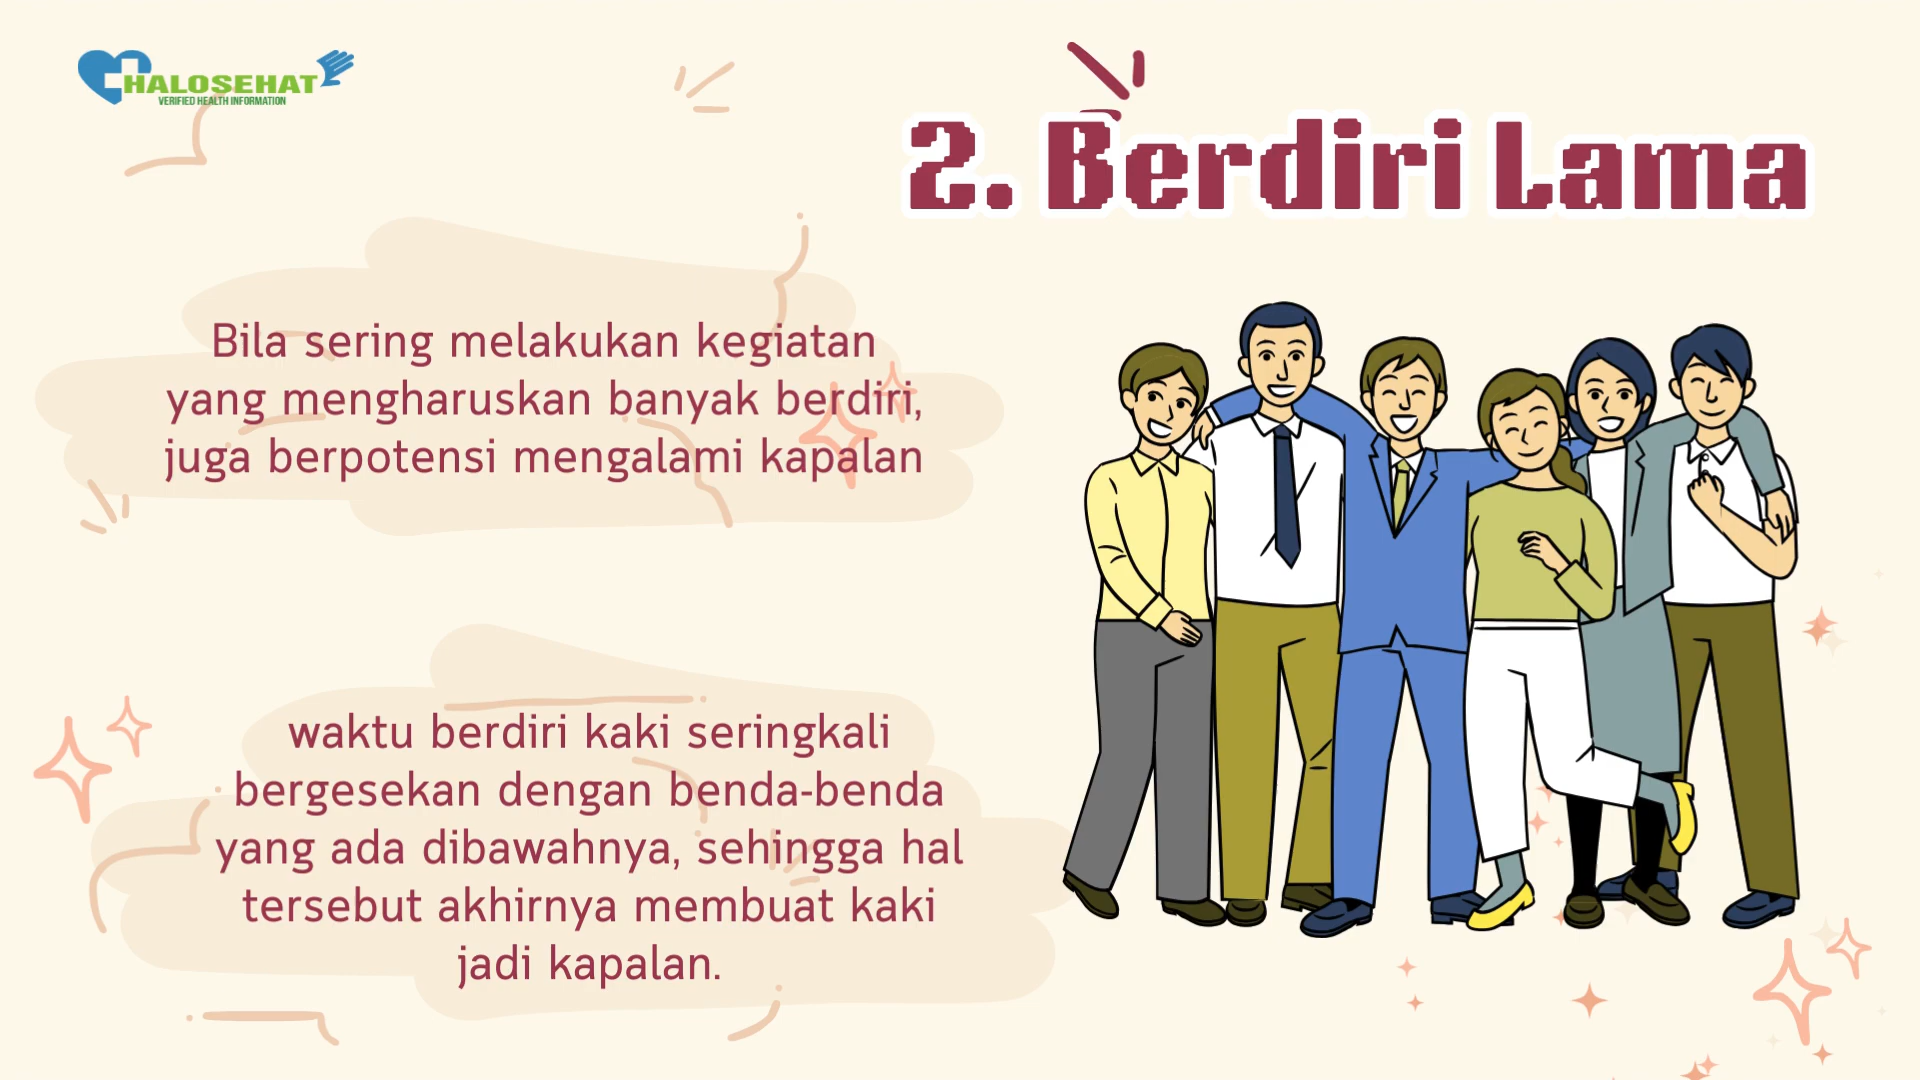 HALOSEHAT
VERIFIED HEALTH INFORMATION
2. Berdiri Lama
Bila sering melakukan kegiatan
yang mengharuskan banyak berdiri,
juga berpotensi mengalami kapalan
waktu berdiri kaki seringkali
bergesekan dengan benda-benda
yang ada dibawahnya, sehingga hal
tersebut akhirnya membuat kaki
jadi kapalan.